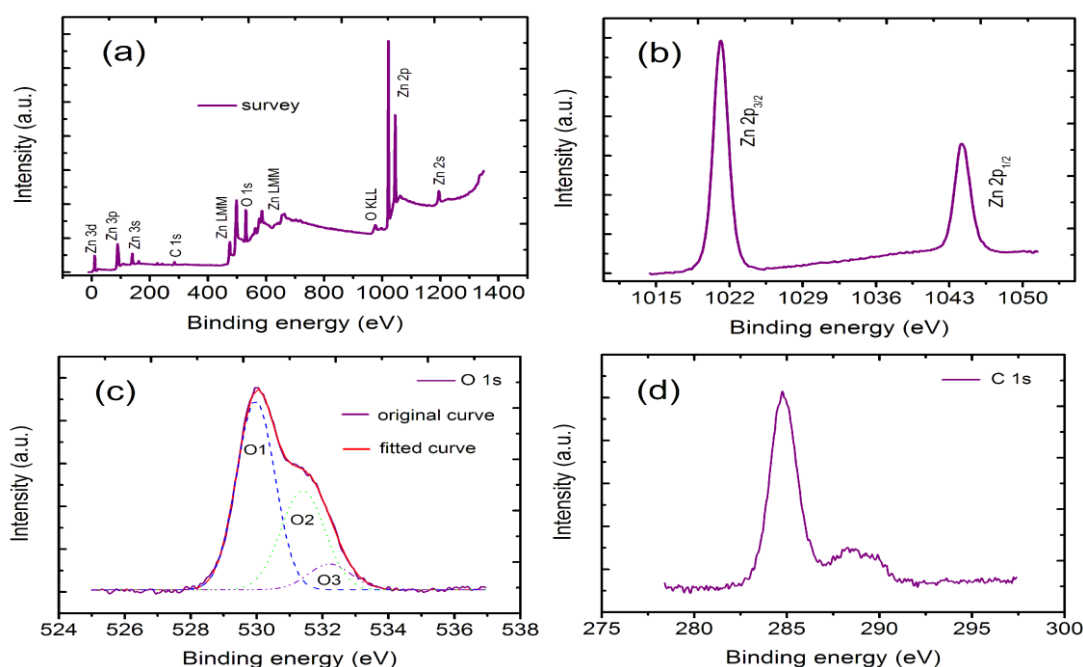 (a)
survey
Zn 3d
Zn 3p
Zn 3s
C 1s
Zn LMM
O 1s
Zn LMM
O KLL
Zn 2p
Zn 2s
Intensity (a.u.)
0 200 400 600 800 1000 1200 1400
Binding energy (eV)
(b)
Zn 2p3/2
Zn 2p1/2
Intensity (a.u.)
1015 1022 1029 1036 1043 1050
Binding energy (eV)
(c)
O 1s
original curve
fitted curve
O1
O2
O3
Intensity (a.u.)
524 526 528 530 532 534 536 538
Binding energy (eV)
(d)
C 1s
Intensity (a.u.)
275 280 285 290 295 300
Binding energy (eV)